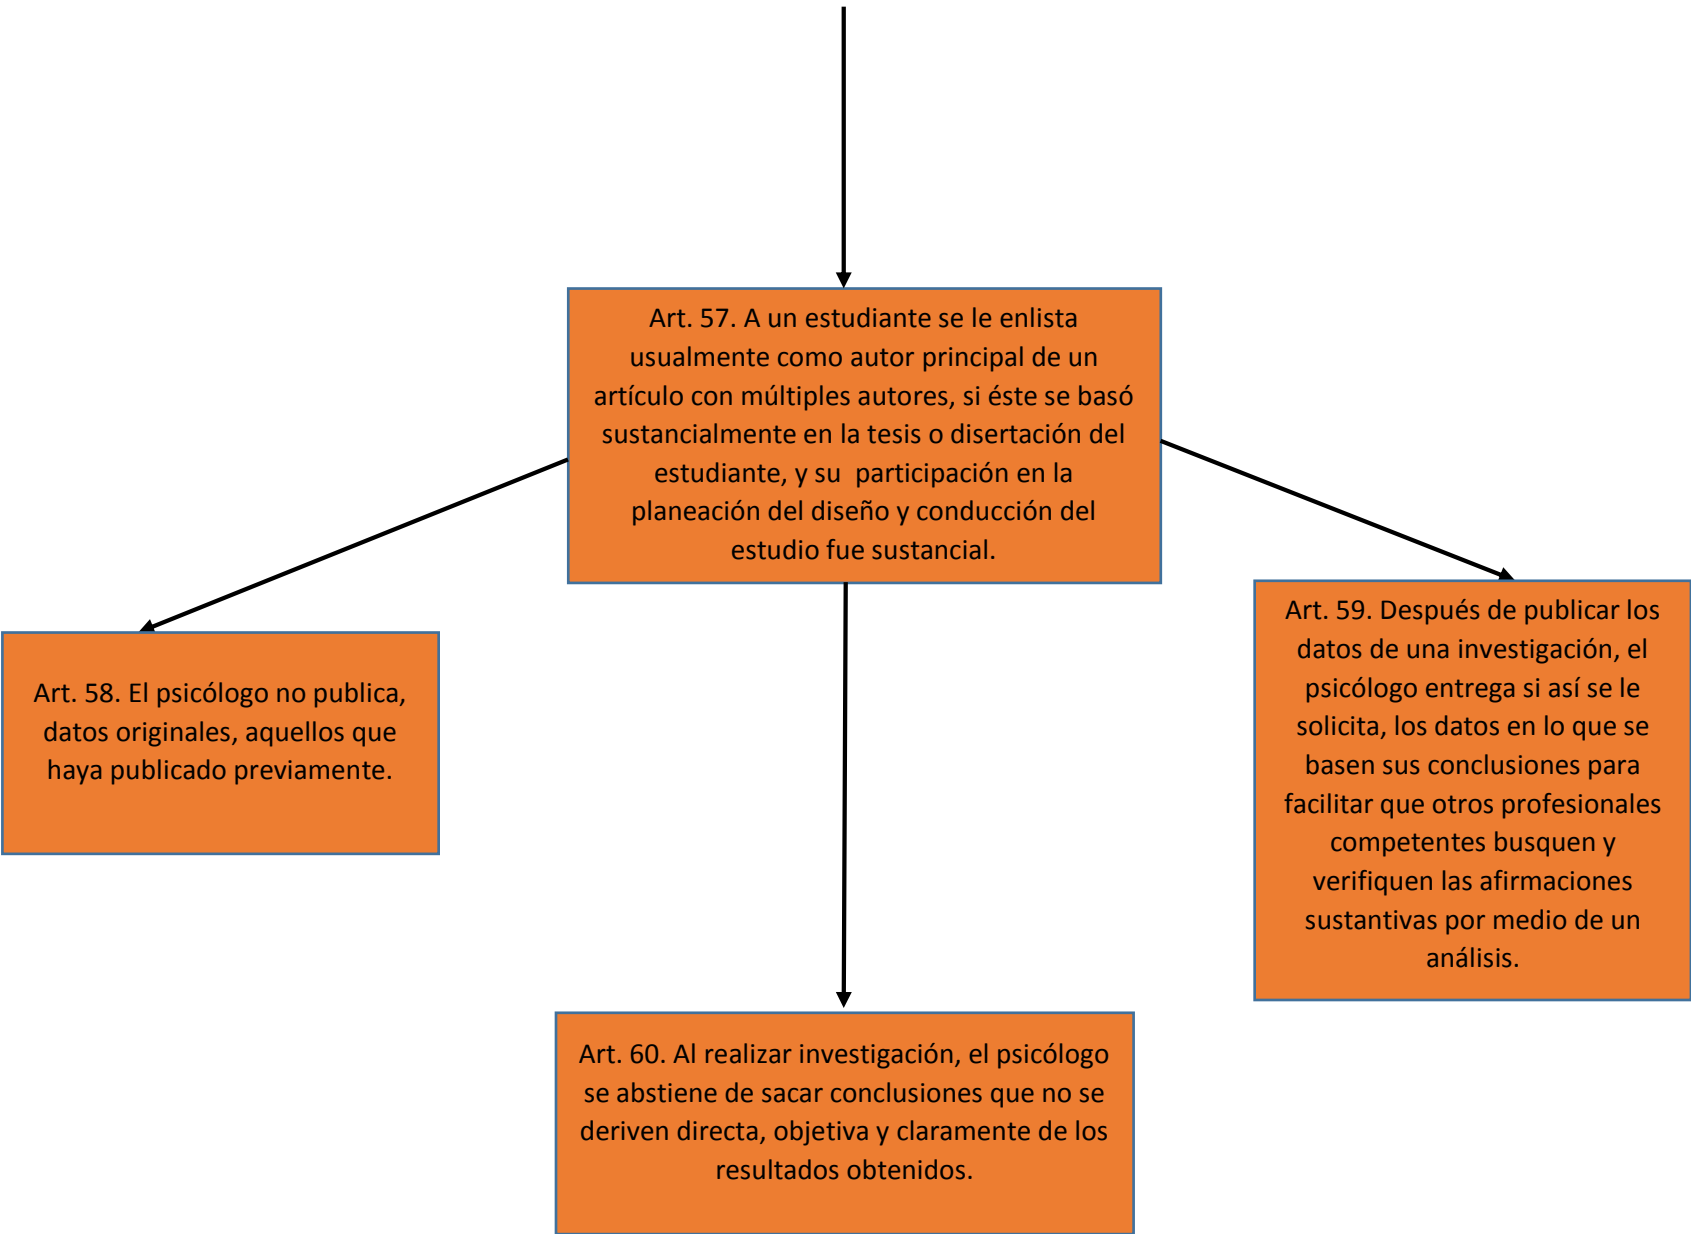 Art. 57. A un estudiante se le enlista
usualmente como autor principal de un
artículo con múltiples autores, si éste se basó
sustancialmente en la tesis o disertación del
estudiante, y su  participación en la
planeación del diseño y conducción del
estudio fue sustancial.
Art. 58. El psicólogo no publica,
datos originales, aquellos que
haya publicado previamente.
Art. 59. Después de publicar los
datos de una investigación, el
psicólogo entrega si así se le
solicita, los datos en lo que se
basen sus conclusiones para
facilitar que otros profesionales
competentes busquen y
verifiquen las afirmaciones
sustantivas por medio de un
análisis.
Art. 60. Al realizar investigación, el psicólogo
se abstiene de sacar conclusiones que no se
deriven directa, objetiva y claramente de los
resultados obtenidos.